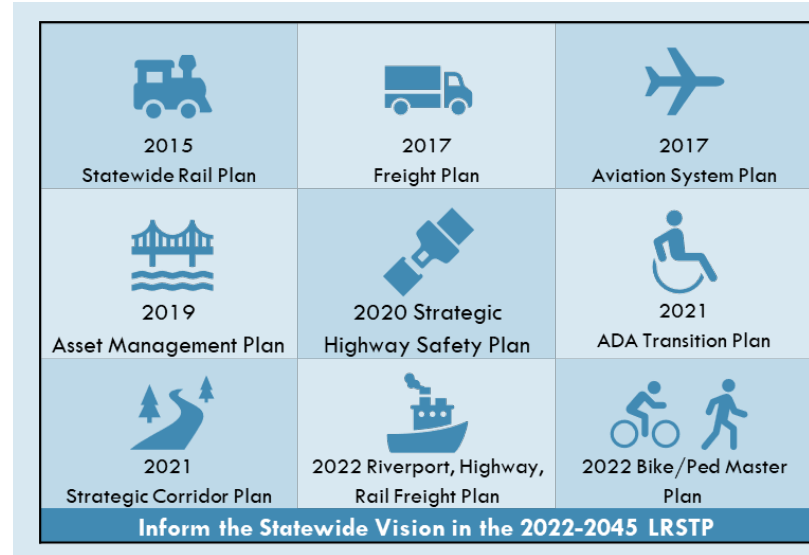 2015
Statewide Rail Plan
2017
Freight Plan
2017
Aviation System Plan
2019
Asset Management Plan
2020 Strategic
Highway Safety Plan
2021
ADA Transition Plan
2021
Strategic Corridor Plan
2022 Riverport, Highway,
Rail Freight Plan
2022 Bike/Ped Master
Plan
Inform the Statewide Vision in the 2022-2045 LRSTP